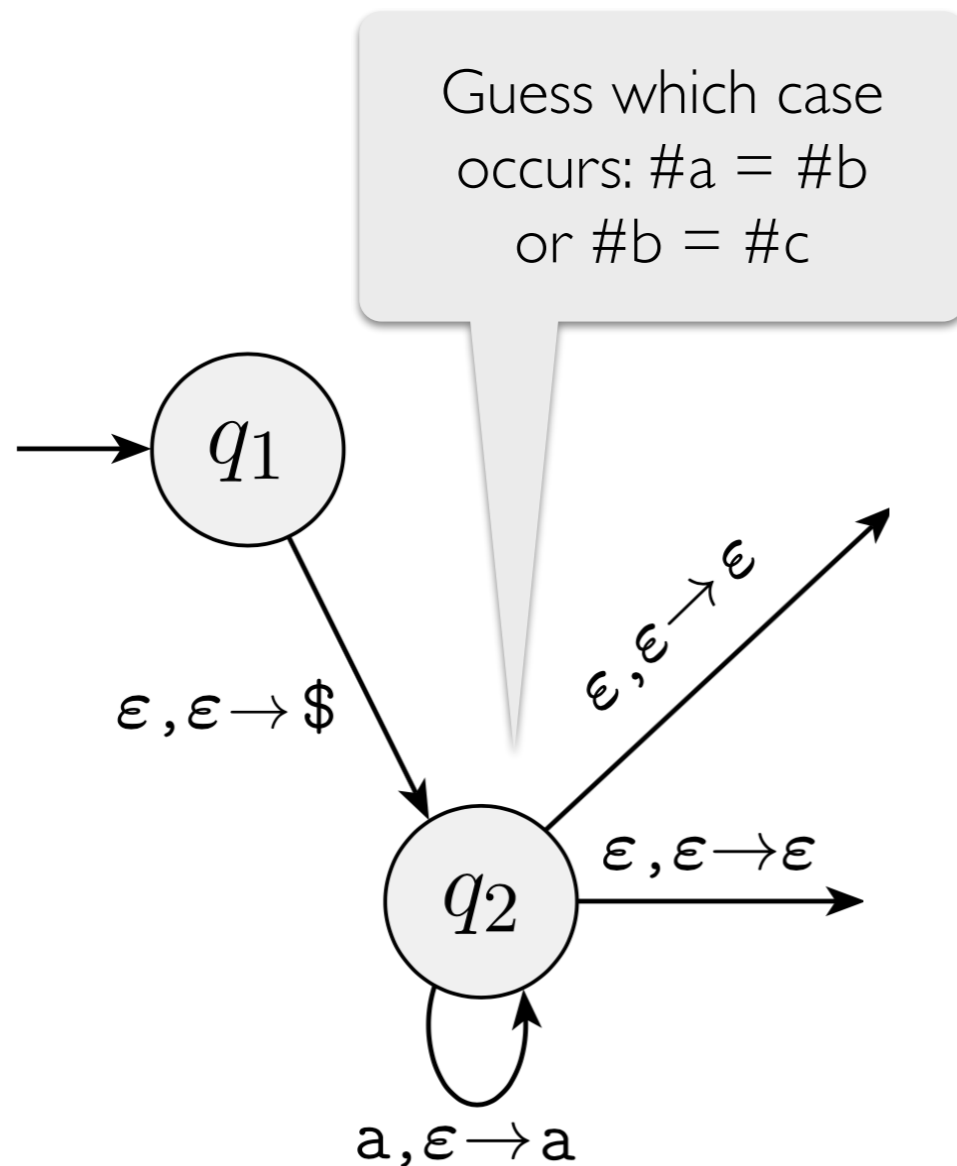 Guess which case
occurs: #a = #b
or #b = #c
q₁
ε,ε→ε
ε,ε→$
ε,ε→ε
q₂
a,ε→a